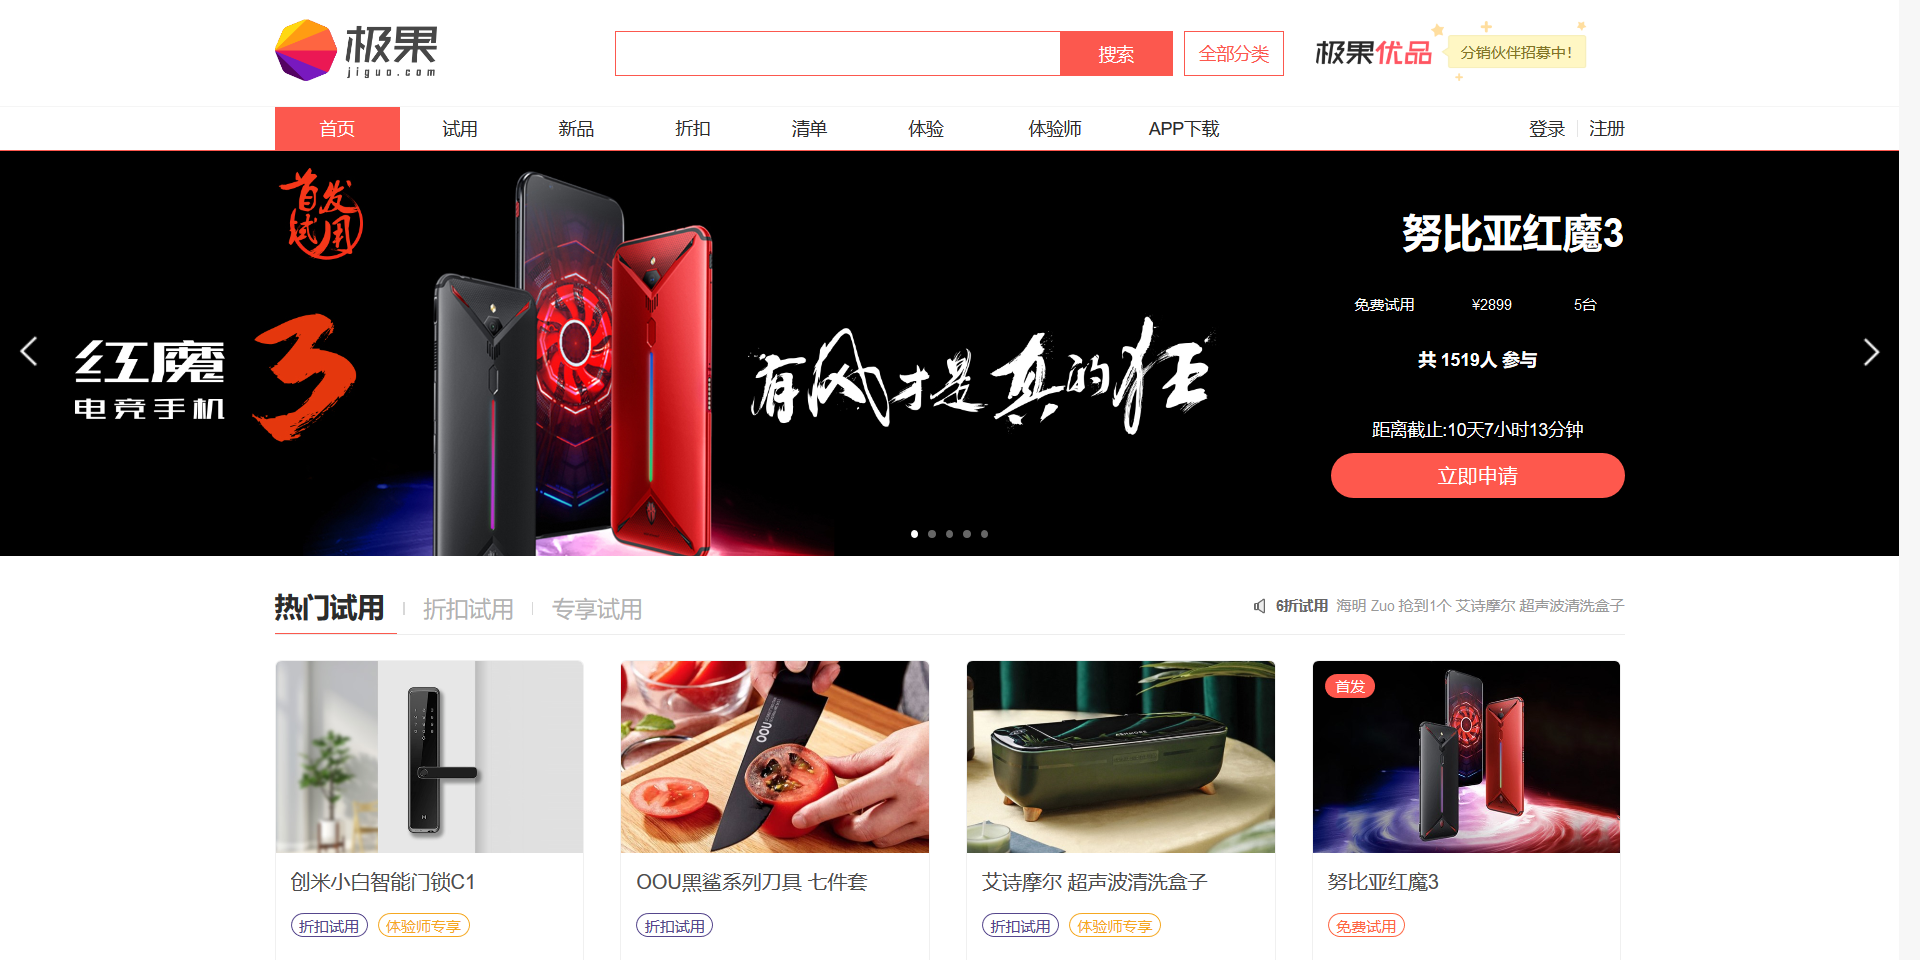 极果
jiguo.com
搜索
全部分类
极果优品
分销伙伴招募中!
首页
试用
新品
折扣
清单
体验
体验师
APP下载
登录
注册
首发
试用
红魔 3
电竞手机
有风才是真的狂
努比亚红魔3
免费试用 ¥2899 5台
共 1519人 参与
距离截止:10天7小时13分钟
立即申请
热门试用
折扣试用
专享试用
6折试用 海明 Zuo 抢到1个 艾诗摩尔 超声波清洗盒子
OOU
首发
创米小白智能门锁C1
折扣试用 体验师专享
OOU黑鲨系列刀具 七件套
折扣试用
艾诗摩尔 超声波清洗盒子
折扣试用 体验师专享
努比亚红魔3
免费试用